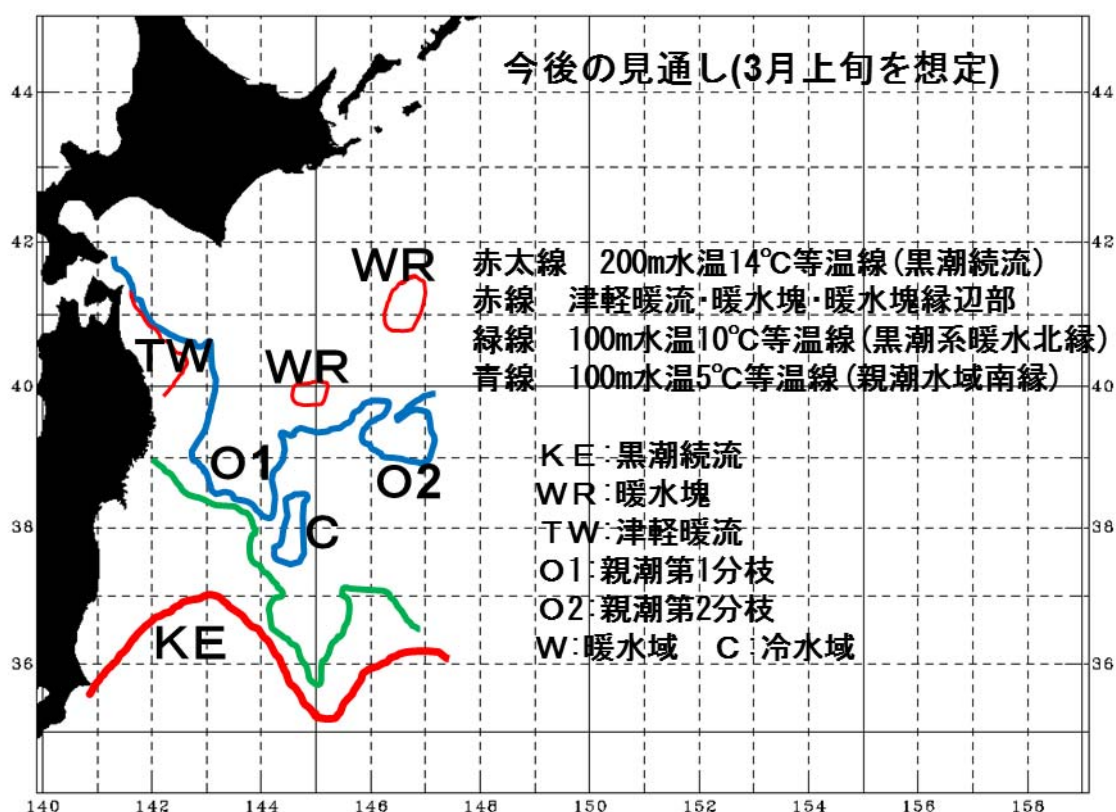 今後の見通し(3月上旬を想定)
44
44
42
42
WR
赤太線 200m水温14℃等温線(黒潮続流)
赤線 津軽暖流・暖水塊・暖水塊縁辺部
TW
WR
緑線 100m水温10℃等温線(黒潮系暖水北縁)
40
青線 100m水温5℃等温線(親潮水域南縁)
40
O1
O2
KE:黒潮続流
WR:暖水塊
38
C
TW:津軽暖流
38
O1:親潮第1分枝
O2:親潮第2分枝
KE
W:暖水域 C:冷水域
36
36
140 142 144 146 148 150 152 154 156 158